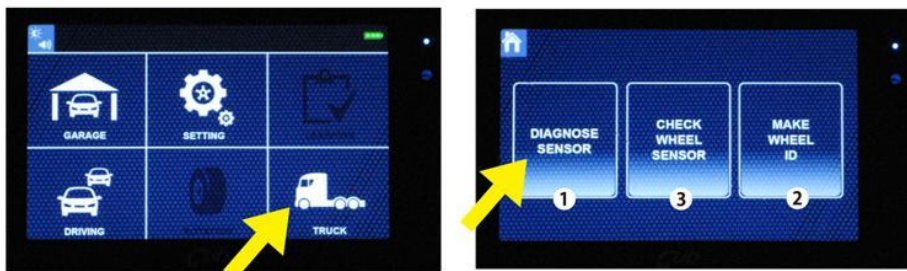 GARAGE
SETTING
DRIVING
TRUCK
DIAGNOSE
SENSOR
1
CHECK
WHEEL
SENSOR
3
MAKE
WHEEL
ID
2